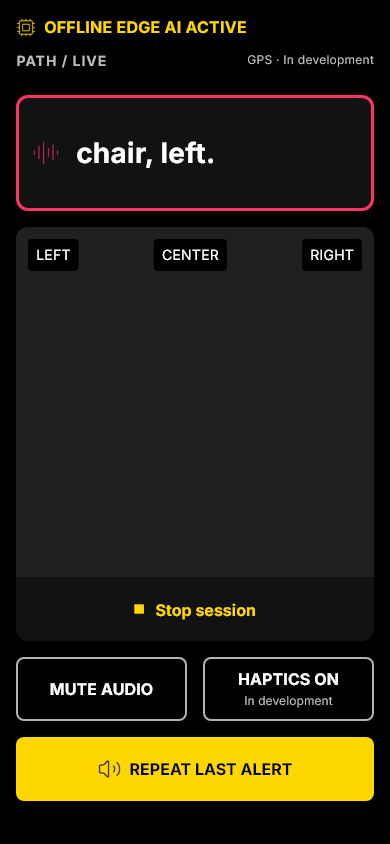 OFFLINE EDGE AI ACTIVE
PATH / LIVE
GPS · In development
chair, left.
LEFT
CENTER
RIGHT
Stop session
MUTE AUDIO
HAPTICS ON
In development
REPEAT LAST ALERT